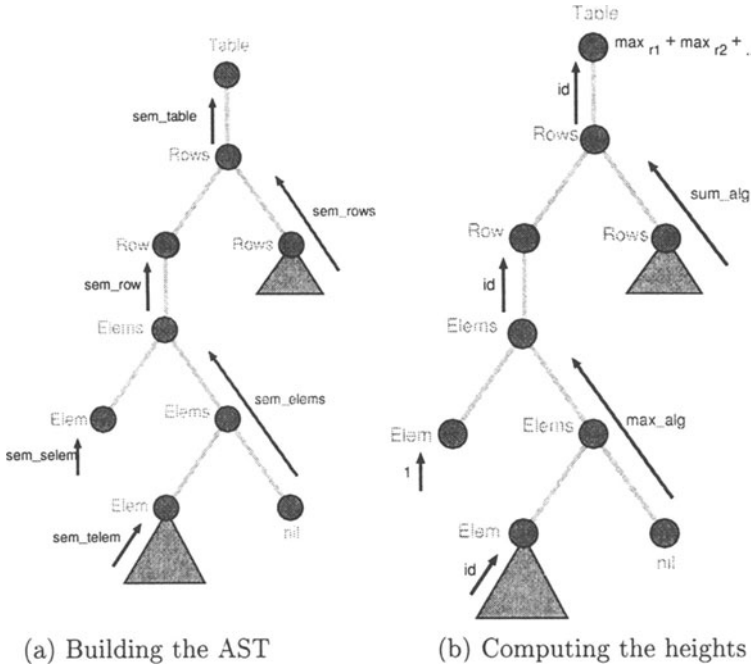 Table
sem_table
Rows
sem_rows
Row
Rows
sem_row
Elems
sem_elems
Elem
Elems
sem_selem
Elem
sem_telem
nil
(a) Building the AST
Table
max r1 + max r2 + .
id
Rows
sum_alg
Row
Rows
id
Elems
max_alg
Elem
Elems
1
Elem
id
nil
(b) Computing the heights